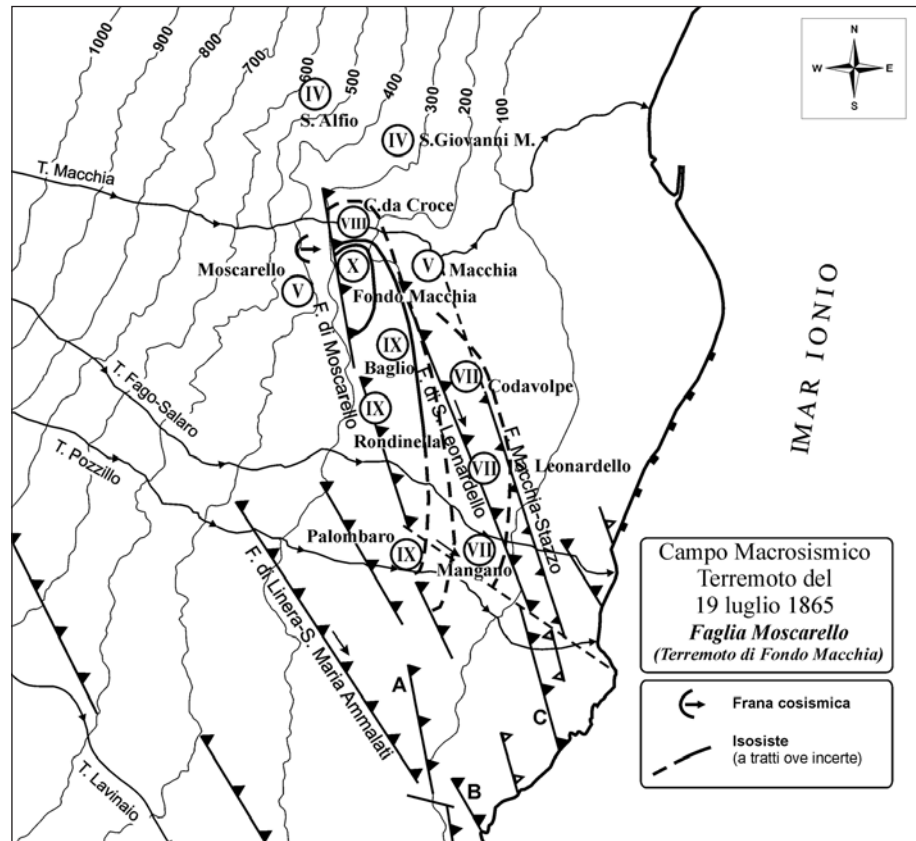 1000
900
800
700
600
500
400
300
200
100
N
W
E
S
IV
S. Alfio
IV
S.Giovanni M.
T. Macchia
C.da Croce
VIII
Moscarello
X
V
Macchia
V
Fondo Macchia
F. di Moscarello
IX
Baglio
VII
Codavolpe
IX
Rondinella
F. di S. Leonardello
VII
S. Leonardello
F. Macchia-Stazzo
T. Fago-Salaro
T. Pozzillo
Palombaro
IX
VII
Mangano
F. di Linera-S. Maria Ammalati
T. Lavinaio
A
B
C
MAR IONIO
Campo Macrosismico
Terremoto del
19 luglio 1865
Faglia Moscarello
(Terremoto di Fondo Macchia)
Frana cosismica
Isosiste
(a tratti ove incerte)